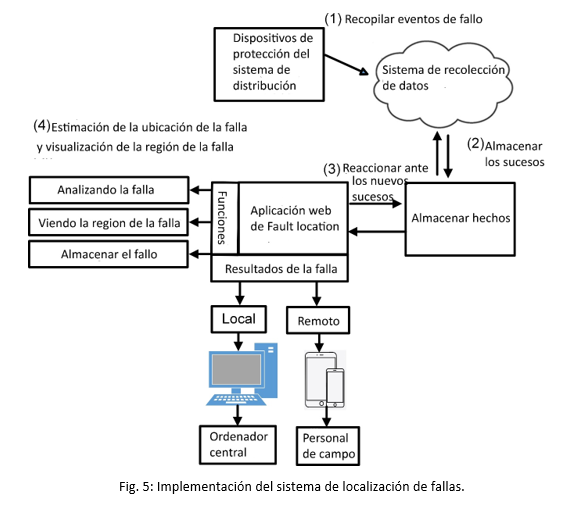 (1) Recopilar eventos de fallo
Dispositivos de
protección del
sistema de
distribución
Sistema de recolección
de datos
(4) Estimación de la ubicación de la falla
y visualización de la región de la falla
(2) Almacenar
los sucesos
(3) Reaccionar ante
los nuevos
sucesos
Analizando la falla
Viendo la region de la falla
Almacenar el fallo
Funciones
Aplicación web
de Fault location
Almacenar hechos
Resultados de la falla
Local
Remoto
Ordenador
central
Personal
de campo
Fig. 5: Implementación del sistema de localización de fallas.